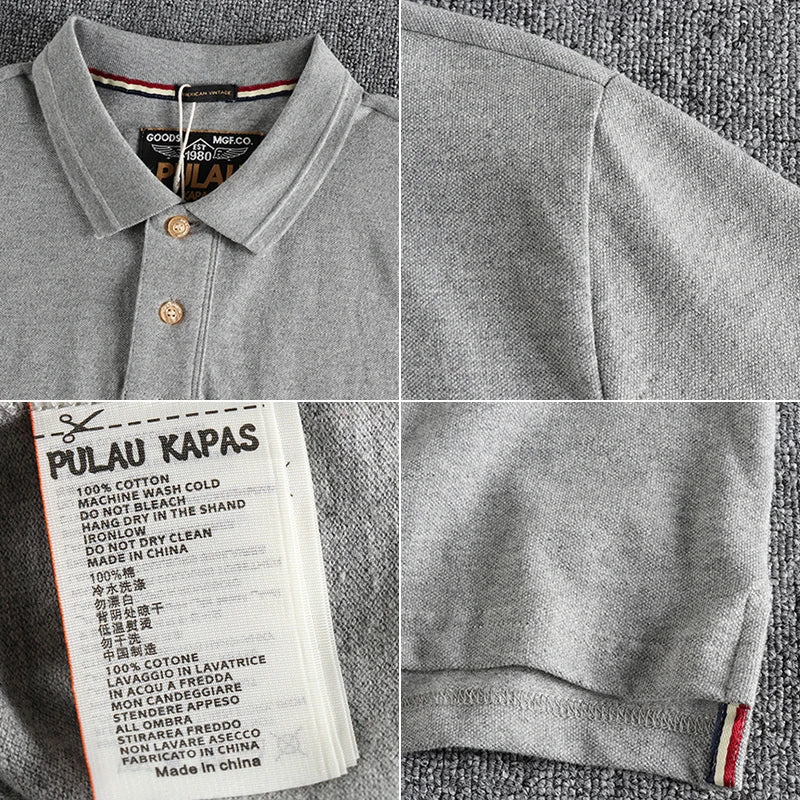 MERICAN VINTAGE
GOODS MGF.CO.
EST
1980
PULAU
PULAU KAPAS
100% COTTON
MACHINE WASH COLD
DO NOT BLEACH
HANG DRY IN THE SHAND
IRONLOW
DO NOT DRY CLEAN
MADE IN CHINA
100%棉
冷水洗涤
勿漂白
背阴处晾干
低温熨烫
勿干洗
中国制造
100% COTONE
LAVAGGIO IN LAVATRICE
IN ACQU A FREDDA
MON CANDEGGIARE
STENDERE APPESO
ALL OMBRA
STIRARSEA FREDDO
NON LAVARE ASECCO
FABRICATO IN CHINA
Made in china